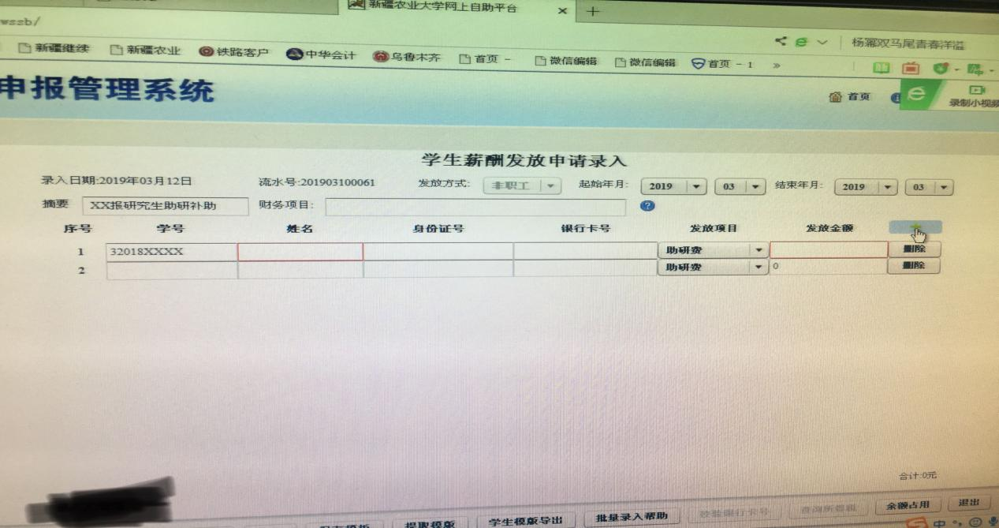 新疆农业大学网上自助平台
wssb/
杨幂双马尾青春洋溢
新疆继续 新疆农业 铁路客户 中华会计 乌鲁木齐 首页 - 微信编辑 微信编辑 首页 - 1 »
申报管理系统
首页
录制小视频
学生薪酬发放申请录入
录入日期:2019年03月12日 流水号:201903100061 发放方式: 非职工 起始年月: 2019 03 结束年月: 2019 03
摘要 XX报研究生助研补助 财务项目:
序号 学号 姓名 身份证号 银行卡号 发放项目 发放金额
1 32018XXXX 助研费 删除
2 助研费 0 删除
合计:0元
提取模版 学生模版导出 批量录入帮助 余额占用 退出
中